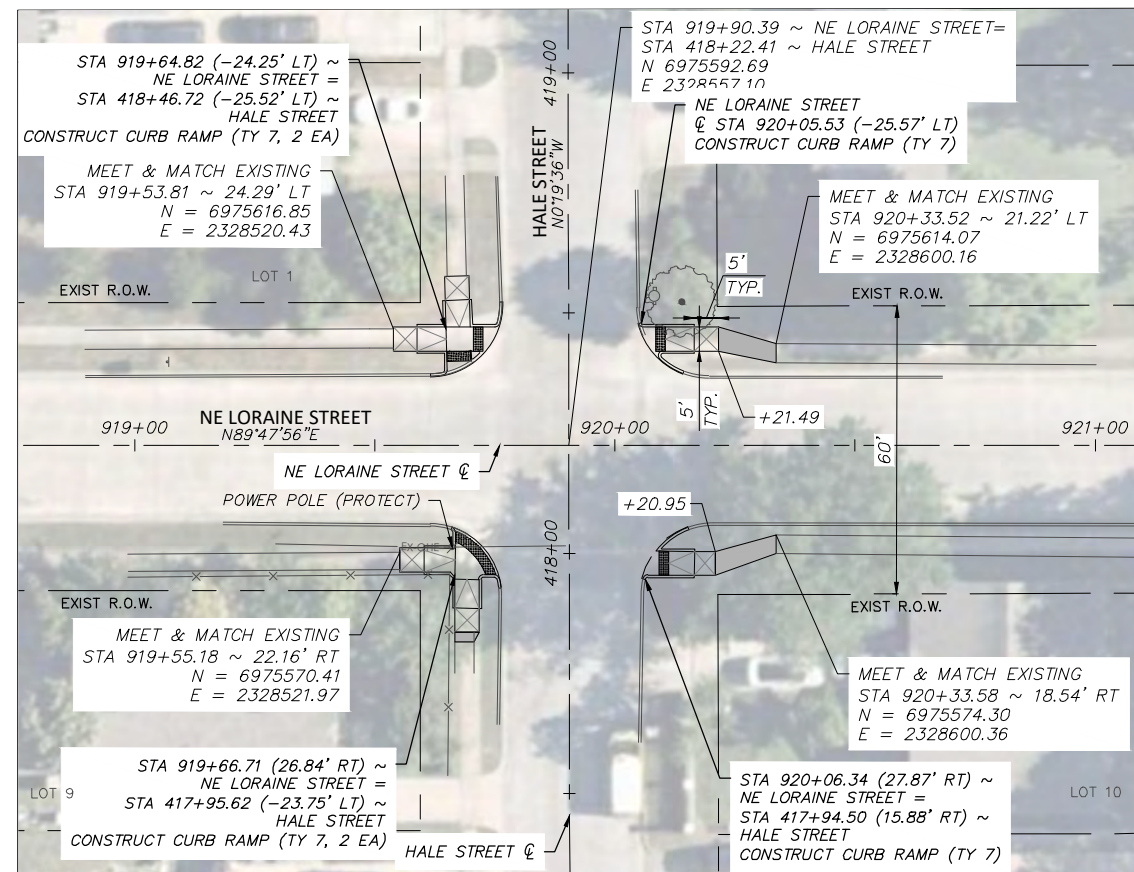 STA 919+64.82 (-24.25' LT) ~
NE LORAINE STREET =
STA 418+46.72 (-25.52' LT) ~
HALE STREET
CONSTRUCT CURB RAMP (TY 7, 2 EA)
MEET & MATCH EXISTING
STA 919+53.81 ~ 24.29' LT
N = 6975616.85
E = 2328520.43
419+00
HALE STREET
N0°19'36"W
STA 919+90.39 ~ NE LORAINE STREET=
STA 418+22.41 ~ HALE STREET
N 6975592.69
E 2328557.10
NE LORAINE STREET
℄ STA 920+05.53 (-25.57' LT)
CONSTRUCT CURB RAMP (TY 7)
MEET & MATCH EXISTING
STA 920+33.52 ~ 21.22' LT
N = 6975614.07
E = 2328600.16
LOT 1
EXIST R.O.W.
5'
TYP.
EXIST R.O.W.
5'
TYP.
+21.49
60'
919+00
NE LORAINE STREET
N89°47'56"E
920+00
921+00
NE LORAINE STREET ℄
POWER POLE (PROTECT)
EX OHE
+20.95
418+00
EXIST R.O.W.
EXIST R.O.W.
MEET & MATCH EXISTING
STA 919+55.18 ~ 22.16' RT
N = 6975570.41
E = 2328521.97
MEET & MATCH EXISTING
STA 920+33.58 ~ 18.54' RT
N = 6975574.30
E = 2328600.36
LOT 9
STA 919+66.71 (26.84' RT) ~
NE LORAINE STREET =
STA 417+95.62 (-23.75' LT) ~
HALE STREET
CONSTRUCT CURB RAMP (TY 7, 2 EA)
HALE STREET ℄
STA 920+06.34 (27.87' RT) ~
NE LORAINE STREET =
STA 417+94.50 (15.88' RT) ~
HALE STREET
CONSTRUCT CURB RAMP (TY 7)
LOT 10